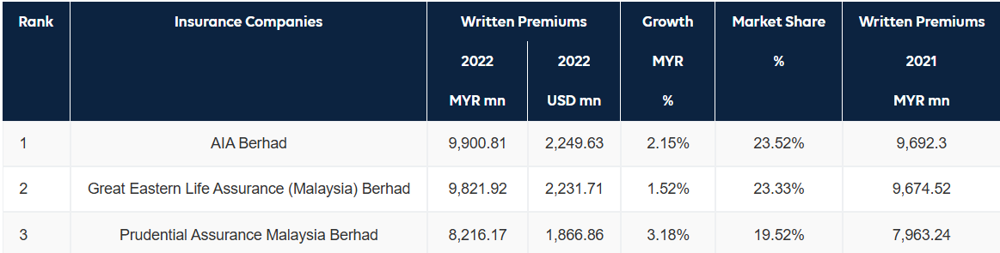 Rank Insurance Companies Written Premiums Growth Market Share Written Premiums
2022 2022 MYR % 2021
MYR mn USD mn % MYR mn
1 AIA Berhad 9,900.81 2,249.63 2.15% 23.52% 9,692.3
2 Great Eastern Life Assurance (Malaysia) Berhad 9,821.92 2,231.71 1.52% 23.33% 9,674.52
3 Prudential Assurance Malaysia Berhad 8,216.17 1,866.86 3.18% 19.52% 7,963.24